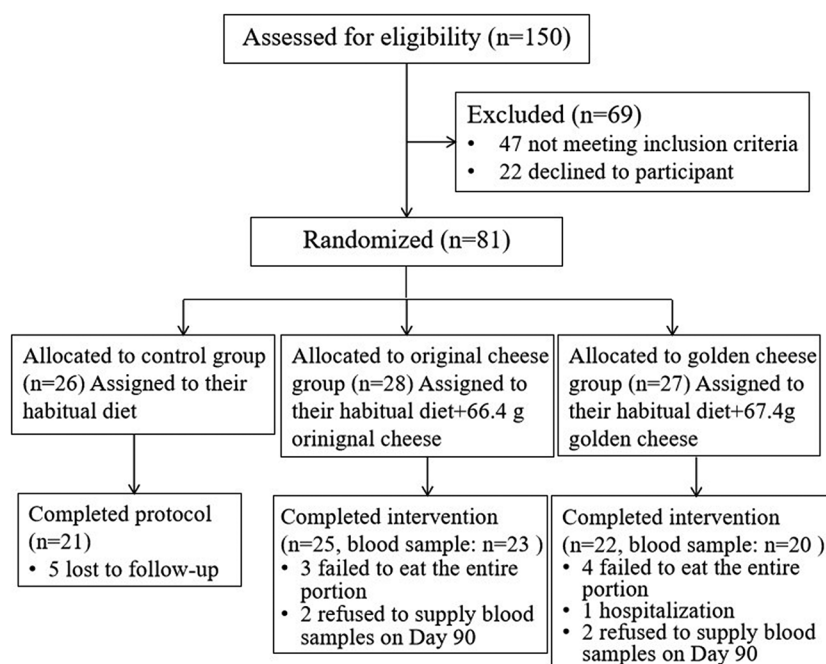 Assessed for eligibility (n=150)
Excluded (n=69)
• 47 not meeting inclusion criteria
• 22 declined to participant
Randomized (n=81)
Allocated to control group
(n=26) Assigned to their
habitual diet
Allocated to original cheese
group (n=28) Assigned to
their habitual diet+66.4 g
orinignal cheese
Allocated to golden cheese
group (n=27) Assigned to
their habitual diet+67.4g
golden cheese
Completed protocol
(n=21)
• 5 lost to follow-up
Completed intervention
(n=25, blood sample: n=23 )
• 3 failed to eat the entire
portion
• 2 refused to supply blood
samples on Day 90
Completed intervention
(n=22, blood sample: n=20 )
• 4 failed to eat the entire
portion
• 1 hospitalization
• 2 refused to supply blood
samples on Day 90